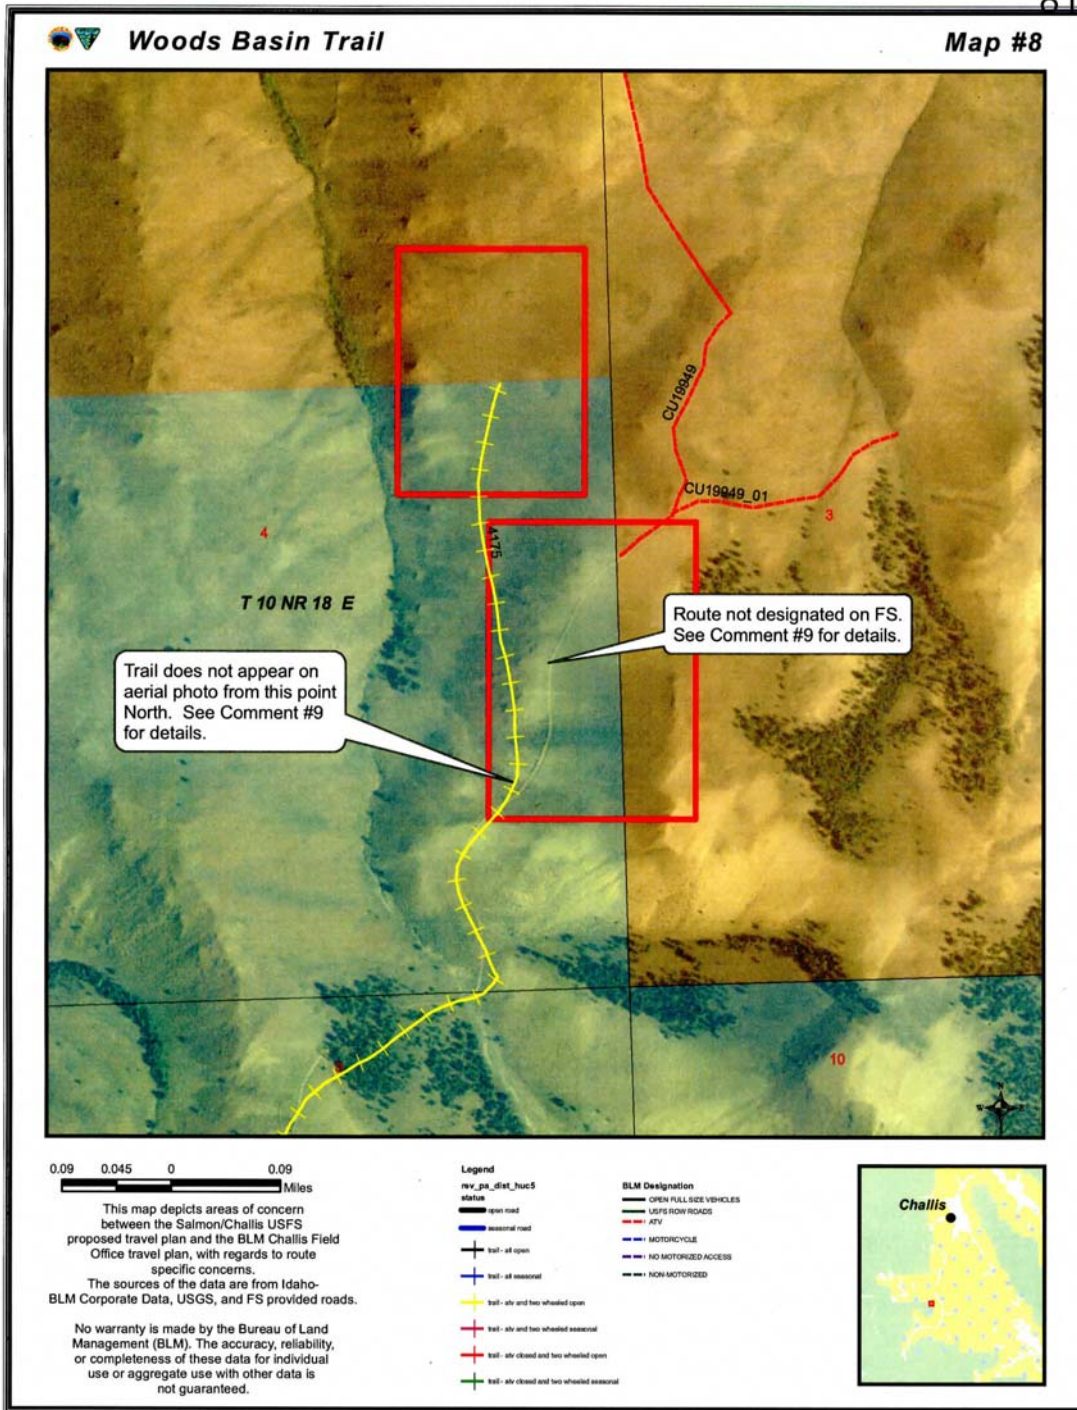 Woods Basin Trail
Map #8
CU19949
CU19949_01
3
4
4175
T 10 NR 18 E
Route not designated on FS.
See Comment #9 for details.
Trail does not appear on
aerial photo from this point
North. See Comment #9
for details.
10
N
W
0.09 0.045 0 0.09
Miles
This map depicts areas of concern
between the Salmon/Challis USFS
proposed travel plan and the BLM Challis Field
Office travel plan, with regards to route
specific concerns.
The sources of the data are from Idaho-
BLM Corporate Data, USGS, and FS provided roads.
No warranty is made by the Bureau of Land
Management (BLM). The accuracy, reliability,
or completeness of these data for individual
use or aggregate use with other data is
not guaranteed.
Legend
rev_pa_dist_huc5
status
open road
seasonal road
trail - all open
trail - all seasonal
trail - atv and two wheeled open
trail - atv and two wheeled seasonal
trail - atv closed and two wheeled open
trail - atv closed and two wheeled seasonal
BLM Designation
OPEN FULL SIZE VEHICLES
USFS ROW ROADS
ATV
MOTORCYCLE
NO MOTORIZED ACCESS
NON-MOTORIZED
Challis